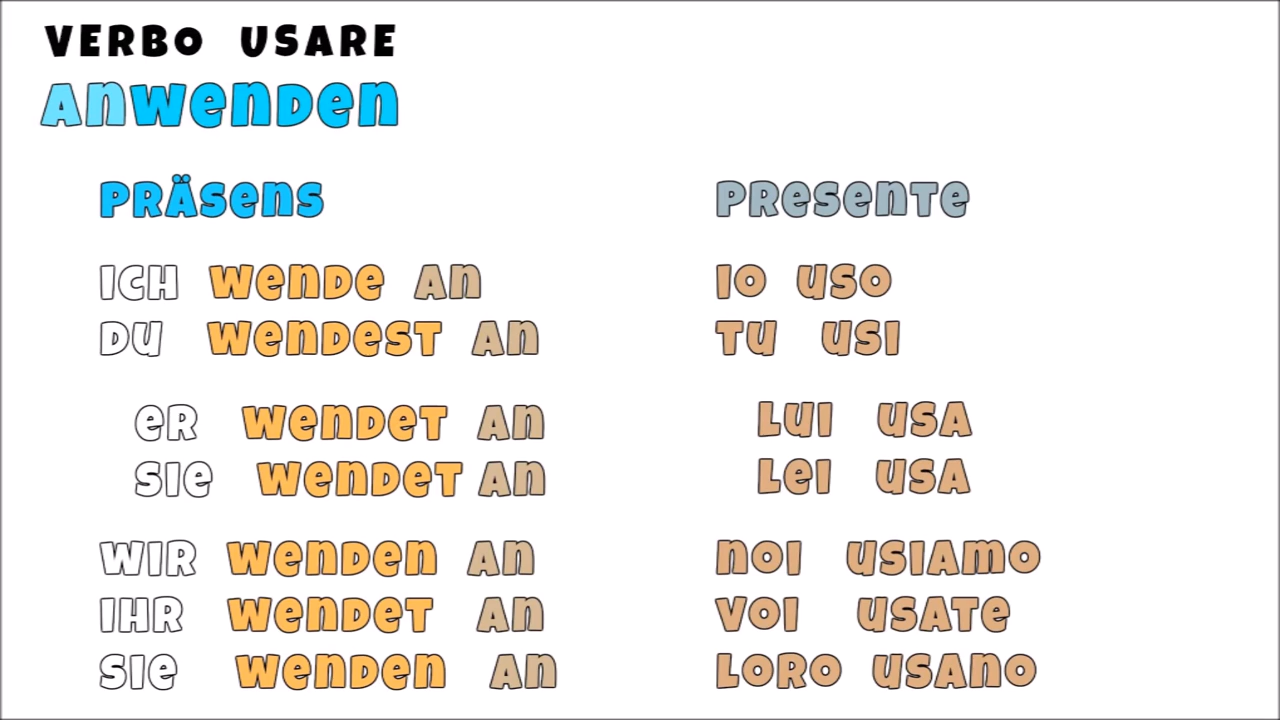 VERBO USARE
ANWENDEN
PRÄSENS
PRESENTE
ICH WENDE AN
IO USO
DU WENDEST AN
TU USI
ER WENDET AN
LUI USA
SIE WENDET AN
LEI USA
WIR WENDEN AN
NOI USIAMO
IHR WENDET AN
VOI USATE
SIE WENDEN AN
LORO USANO